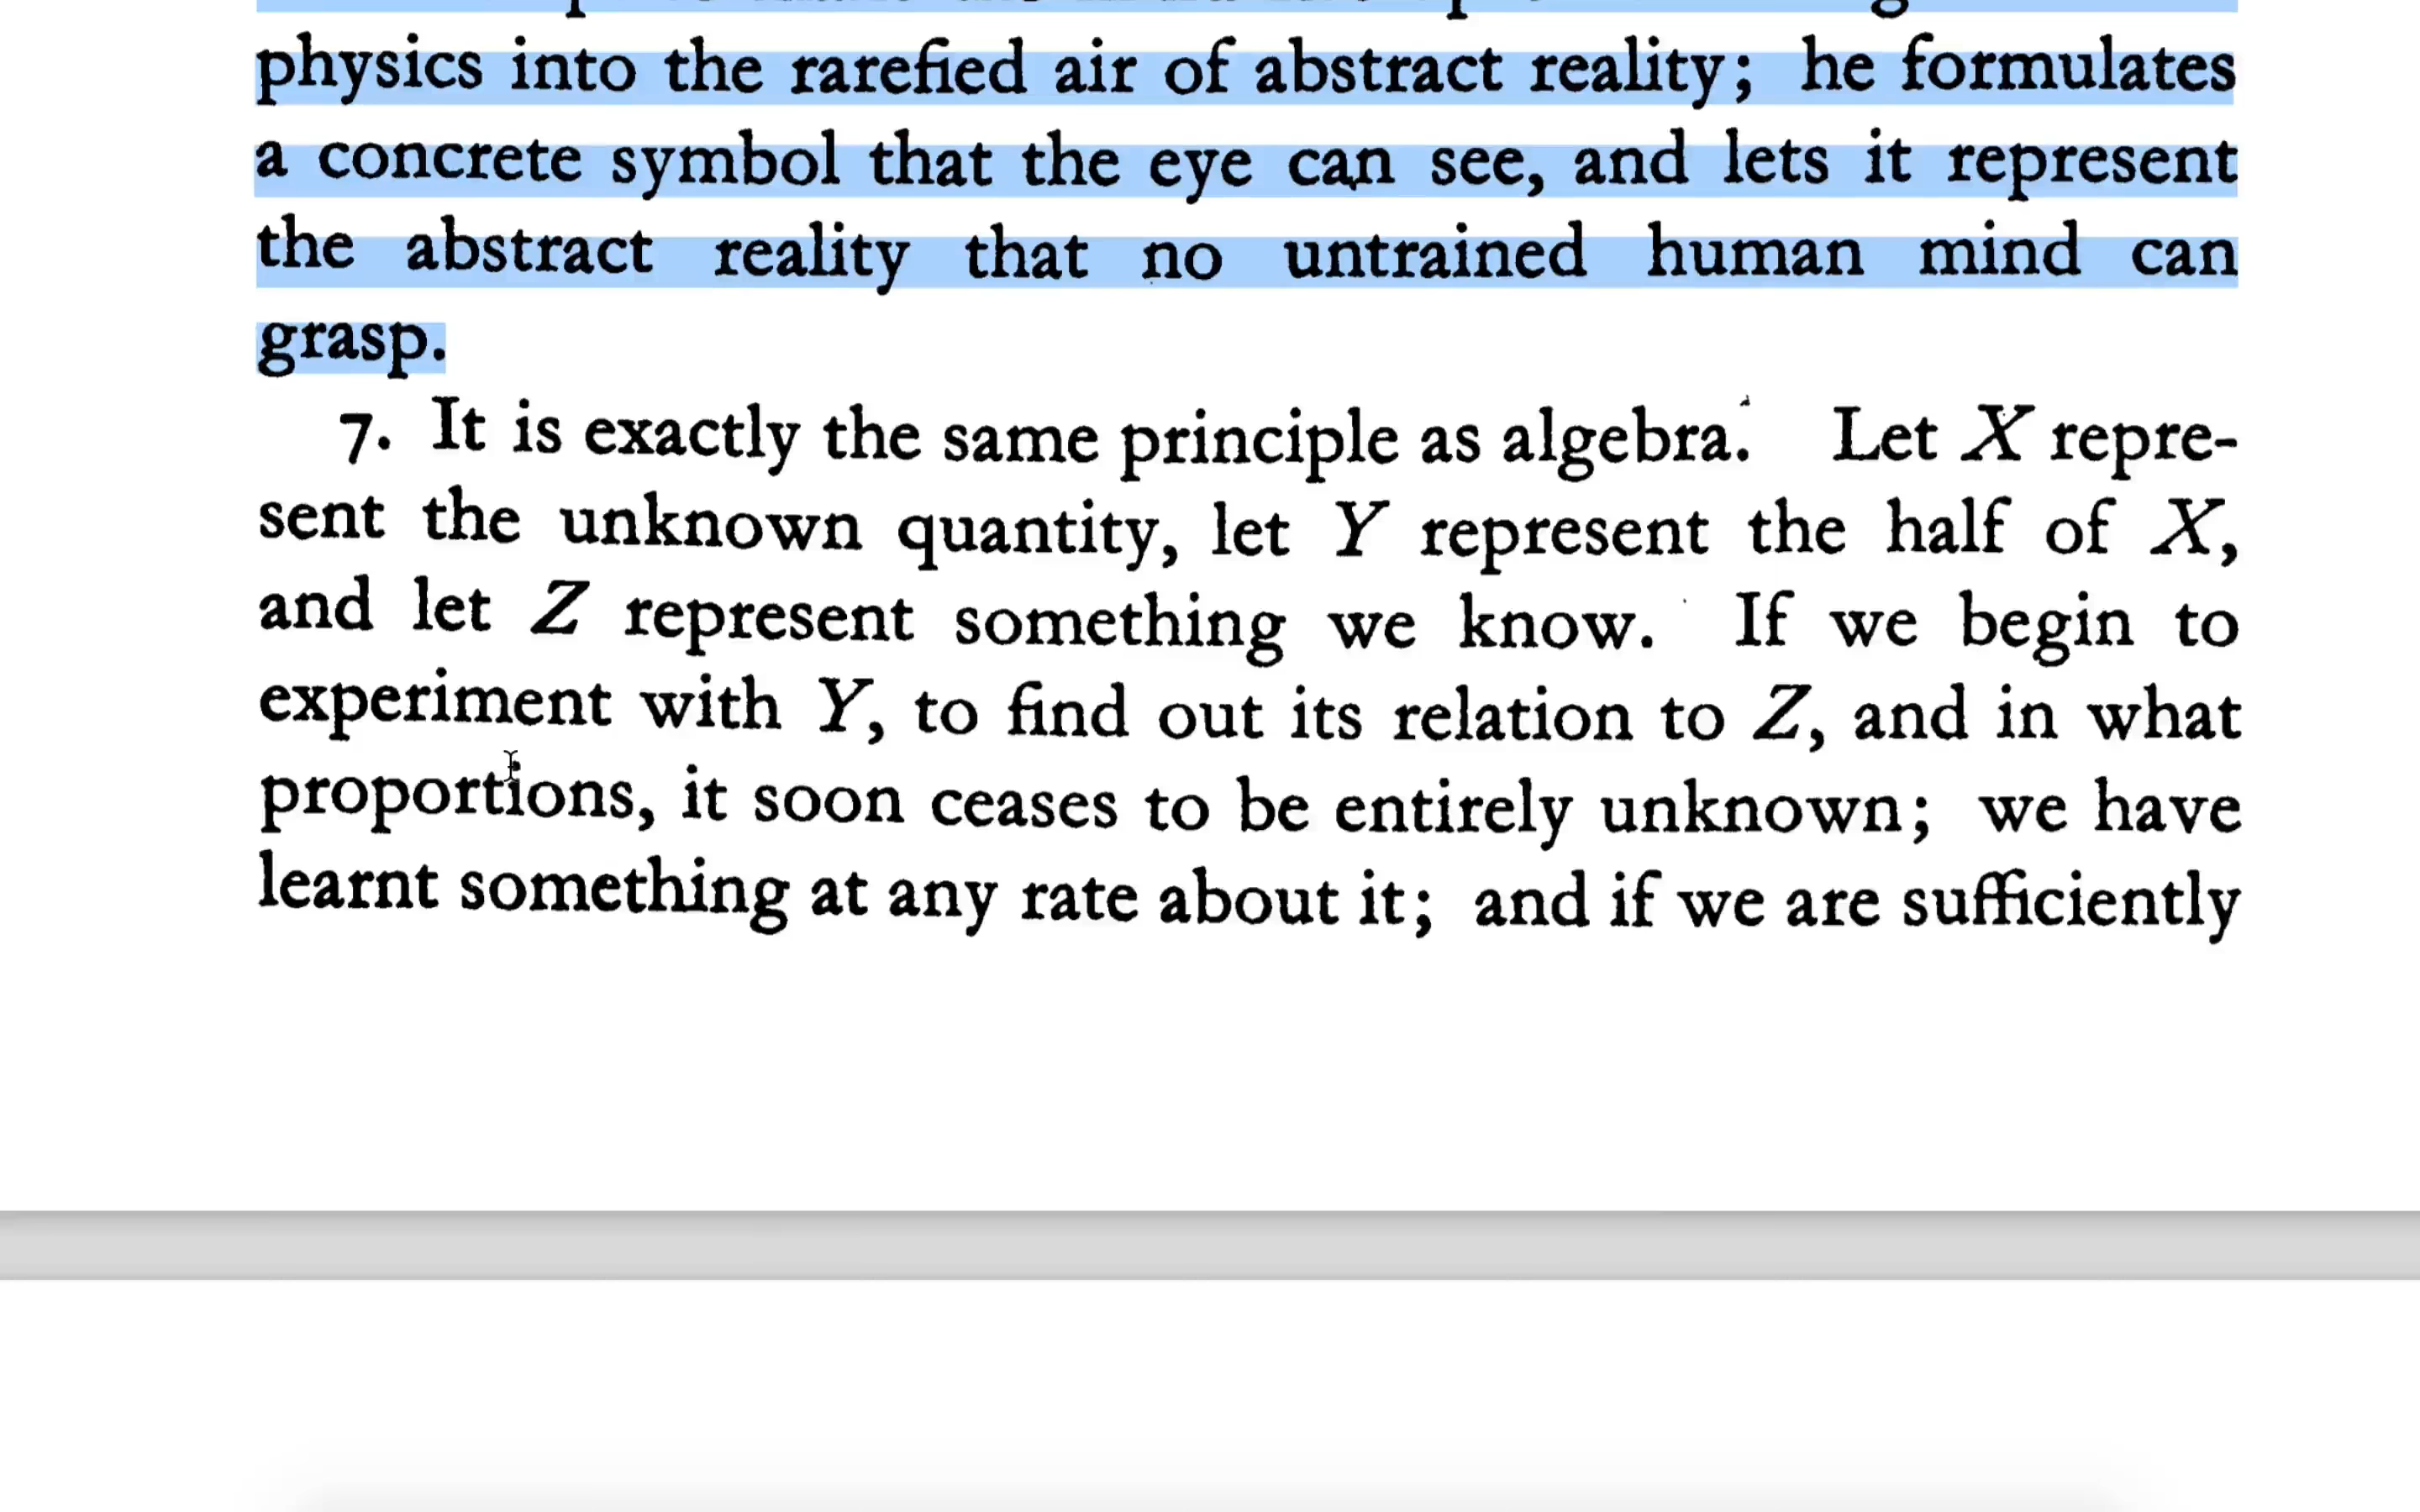 physics into the rarefied air of abstract reality; he formulates
a concrete symbol that the eye can see, and lets it represent
the abstract reality that no untrained human mind can
grasp.
7. It is exactly the same principle as algebra. Let X repre-
sent the unknown quantity, let Y represent the half of X,
and let Z represent something we know. If we begin to
experiment with Y, to find out its relation to Z, and in what
proportions, it soon ceases to be entirely unknown; we have
learnt something at any rate about it; and if we are sufficiently